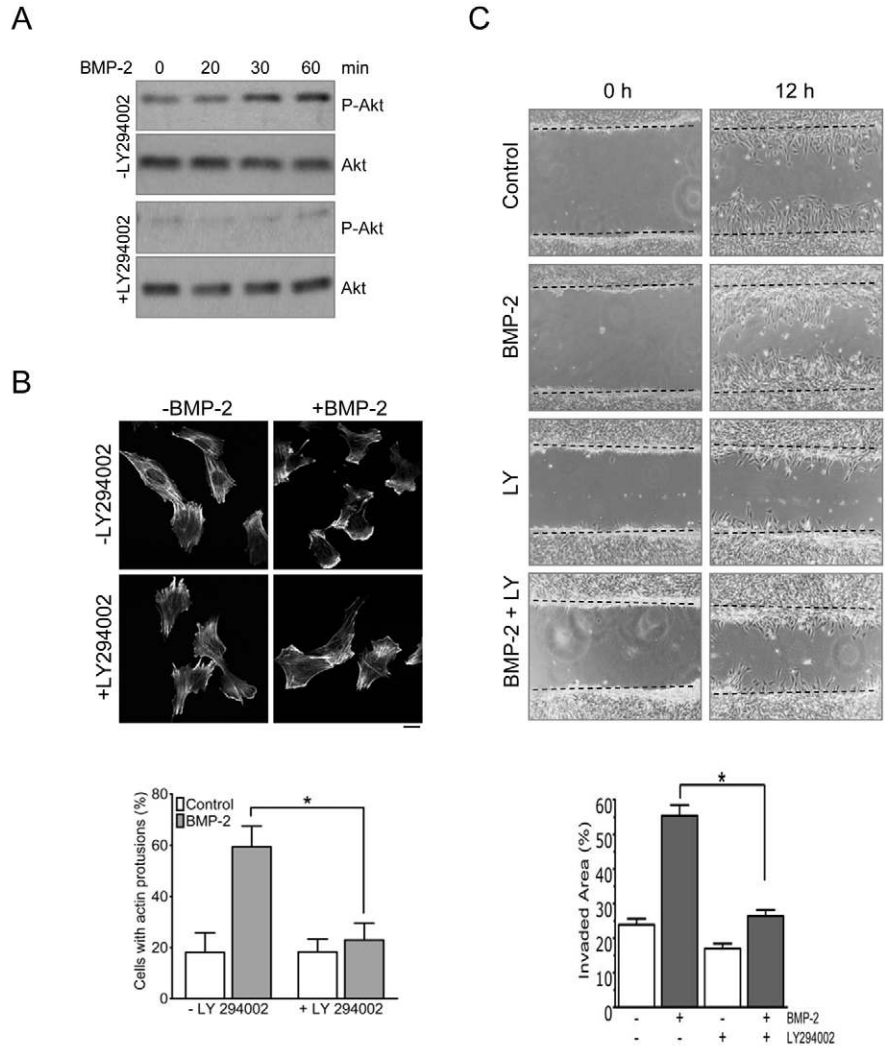 A
BMP-2 0 20 30 60 min
-LY294002
P-Akt
Akt
+LY294002
P-Akt
Akt
B
-BMP-2 +BMP-2
-LY294002
+LY294002
Cells with actin protusions (%)
80
60
40
20
0
Control
BMP-2
*
- LY 294002 + LY 294002
C
0 h 12 h
Control
BMP-2
LY
BMP-2 + LY
Invaded Area (%)
60
50
40
30
20
10
0
*
- + - + BMP-2
- - + + LY294002